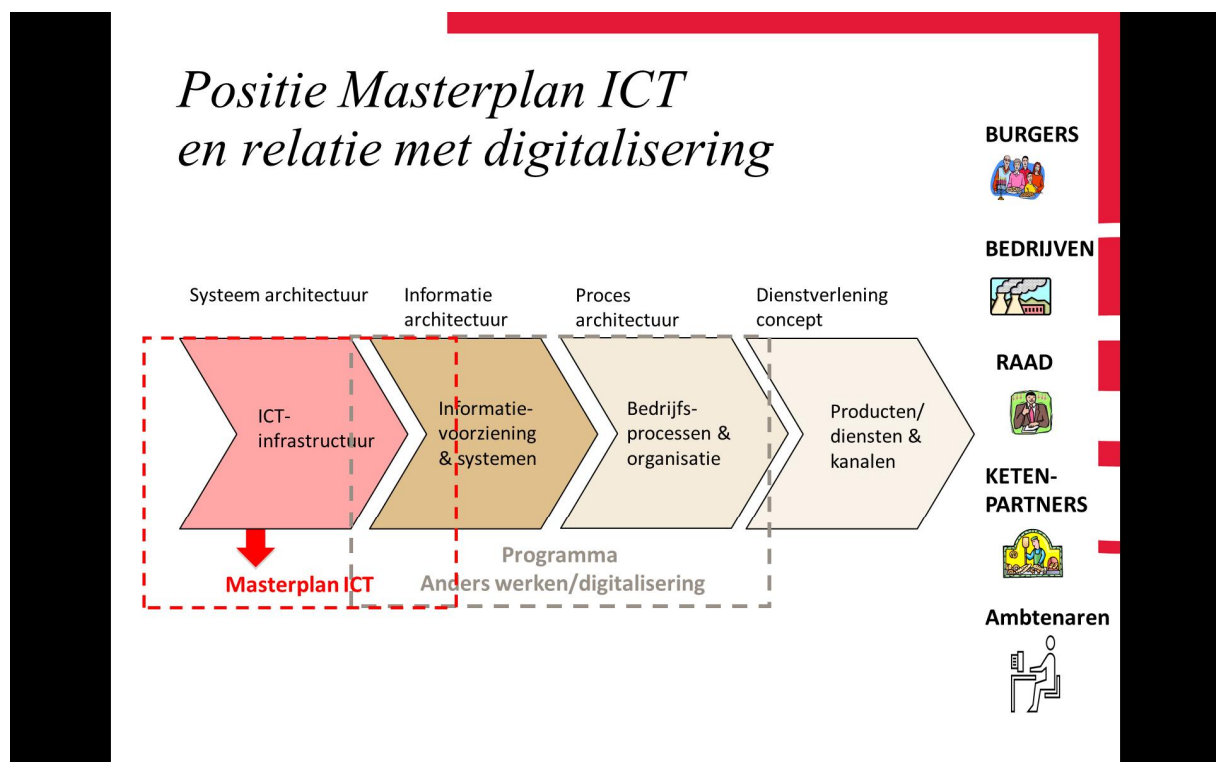 Positie Masterplan ICT
en relatie met digitalisering
BURGERS
BEDRIJVEN
RAAD
KETEN-
PARTNERS
Ambtenaren
Systeem architectuur
Informatie
architectuur
Proces
architectuur
Dienstverlening
concept
ICT-
infrastructuur
Informatie-
voorziening
& systemen
Bedrijfs-
processen &
organisatie
Producten/
diensten &
kanalen
Masterplan ICT
Programma
Anders werken/digitalisering